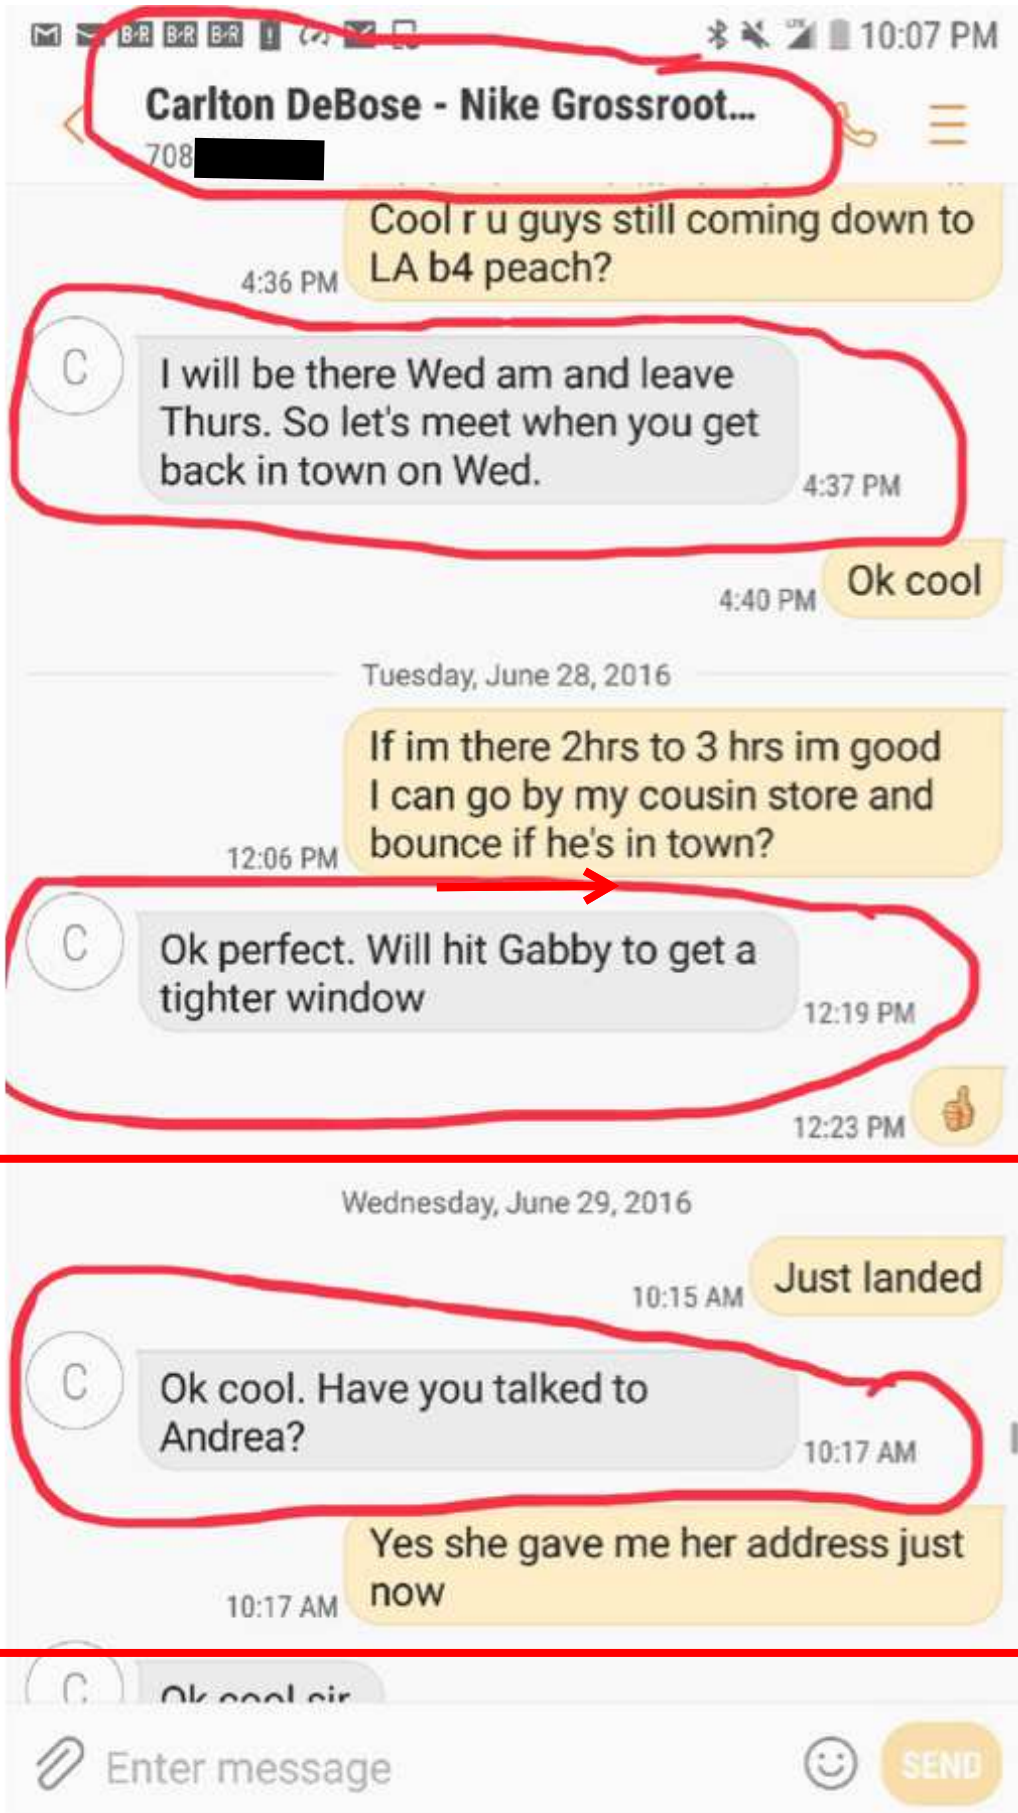 B-R B-R B-R LTE 10:07 PM
Carlton DeBose - Nike Grossroot...
708
Cool r u guys still coming down to
LA b4 peach?
4:36 PM
C
I will be there Wed am and leave
Thurs. So let's meet when you get
back in town on Wed.
4:37 PM
Ok cool
4:40 PM
Tuesday, June 28, 2016
If im there 2hrs to 3 hrs im good
I can go by my cousin store and
bounce if he's in town?
12:06 PM
C
Ok perfect. Will hit Gabby to get a
tighter window
12:19 PM
12:23 PM
Wednesday, June 29, 2016
Just landed
10:15 AM
C
Ok cool. Have you talked to
Andrea?
10:17 AM
Yes she gave me her address just
now
10:17 AM
C
Ok cool sir
Enter message
SEND